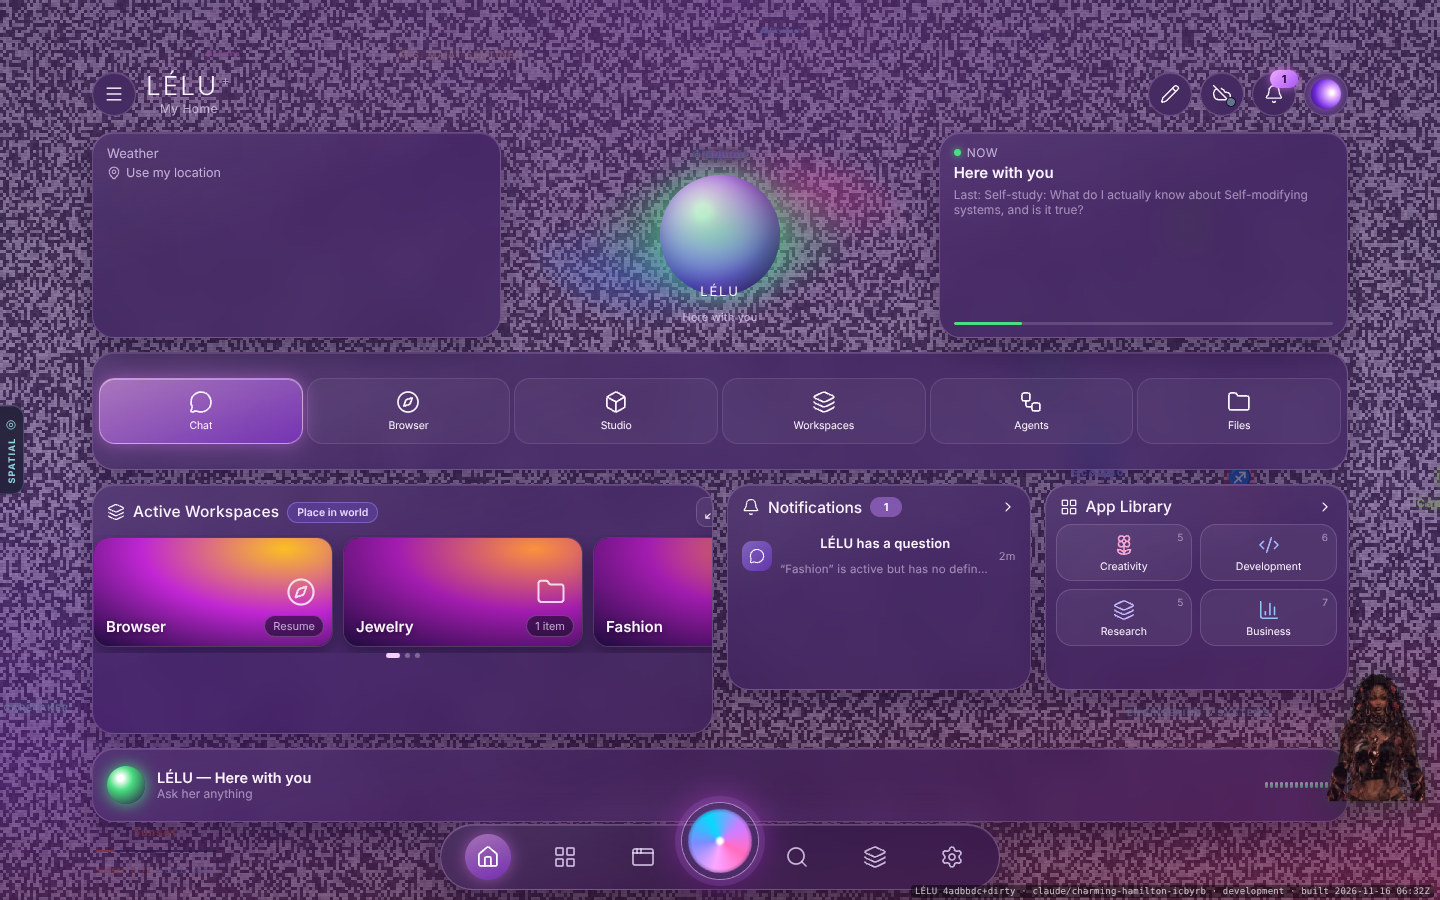 LÉLU+
My Home
1
Weather
Use my location
LÉLU
Here with you
NOW
Here with you
Last: Self-study: What do I actually know about Self-modifying
systems, and is it true?
SPATIAL
Chat
Browser
Studio
Workspaces
Agents
Files
Active Workspaces
Place in world
Browser
Resume
Jewelry
1 item
Fashion
Notifications
1
LÉLU has a question
"Fashion" is active but has no defin...
2m
App Library
Creativity
5
Development
6
Research
5
Business
7
LÉLU — Here with you
Ask her anything
LÉLU 4adbbdc+dirty · claude/charming-hamilton-icbyrb · development · built 2026-11-16 06:32Z